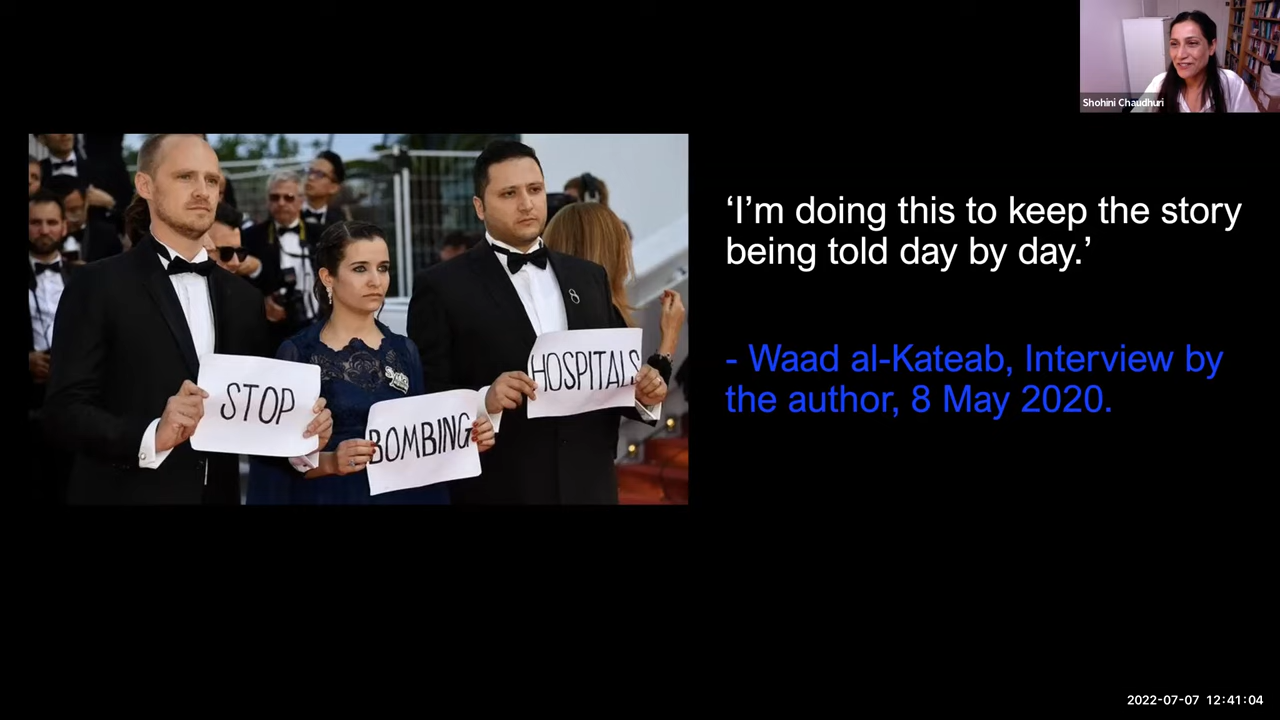 Shohini Chaudhuri
‘I’m doing this to keep the story
being told day by day.’
- Waad al-Kateab, Interview by
the author, 8 May 2020.
STOP
BOMBING
HOSPITALS
2022-07-07 12:41:04